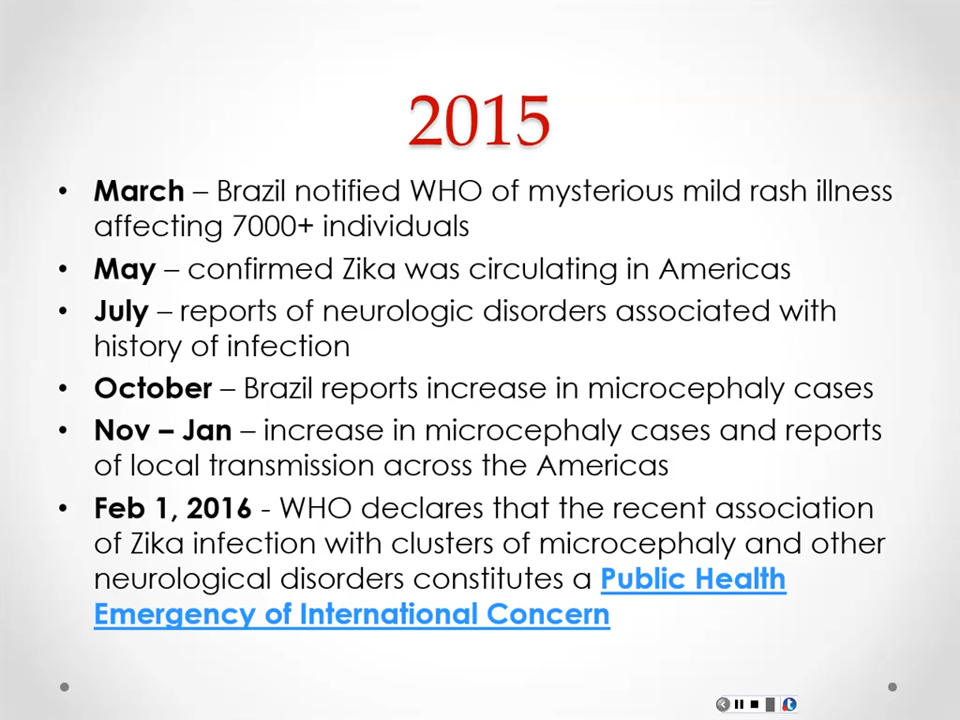 2015
• March – Brazil notified WHO of mysterious mild rash illness
affecting 7000+ individuals
• May – confirmed Zika was circulating in Americas
• July – reports of neurologic disorders associated with
history of infection
• October – Brazil reports increase in microcephaly cases
• Nov – Jan – increase in microcephaly cases and reports
of local transmission across the Americas
• Feb 1, 2016 - WHO declares that the recent association
of Zika infection with clusters of microcephaly and other
neurological disorders constitutes a Public Health
Emergency of International Concern